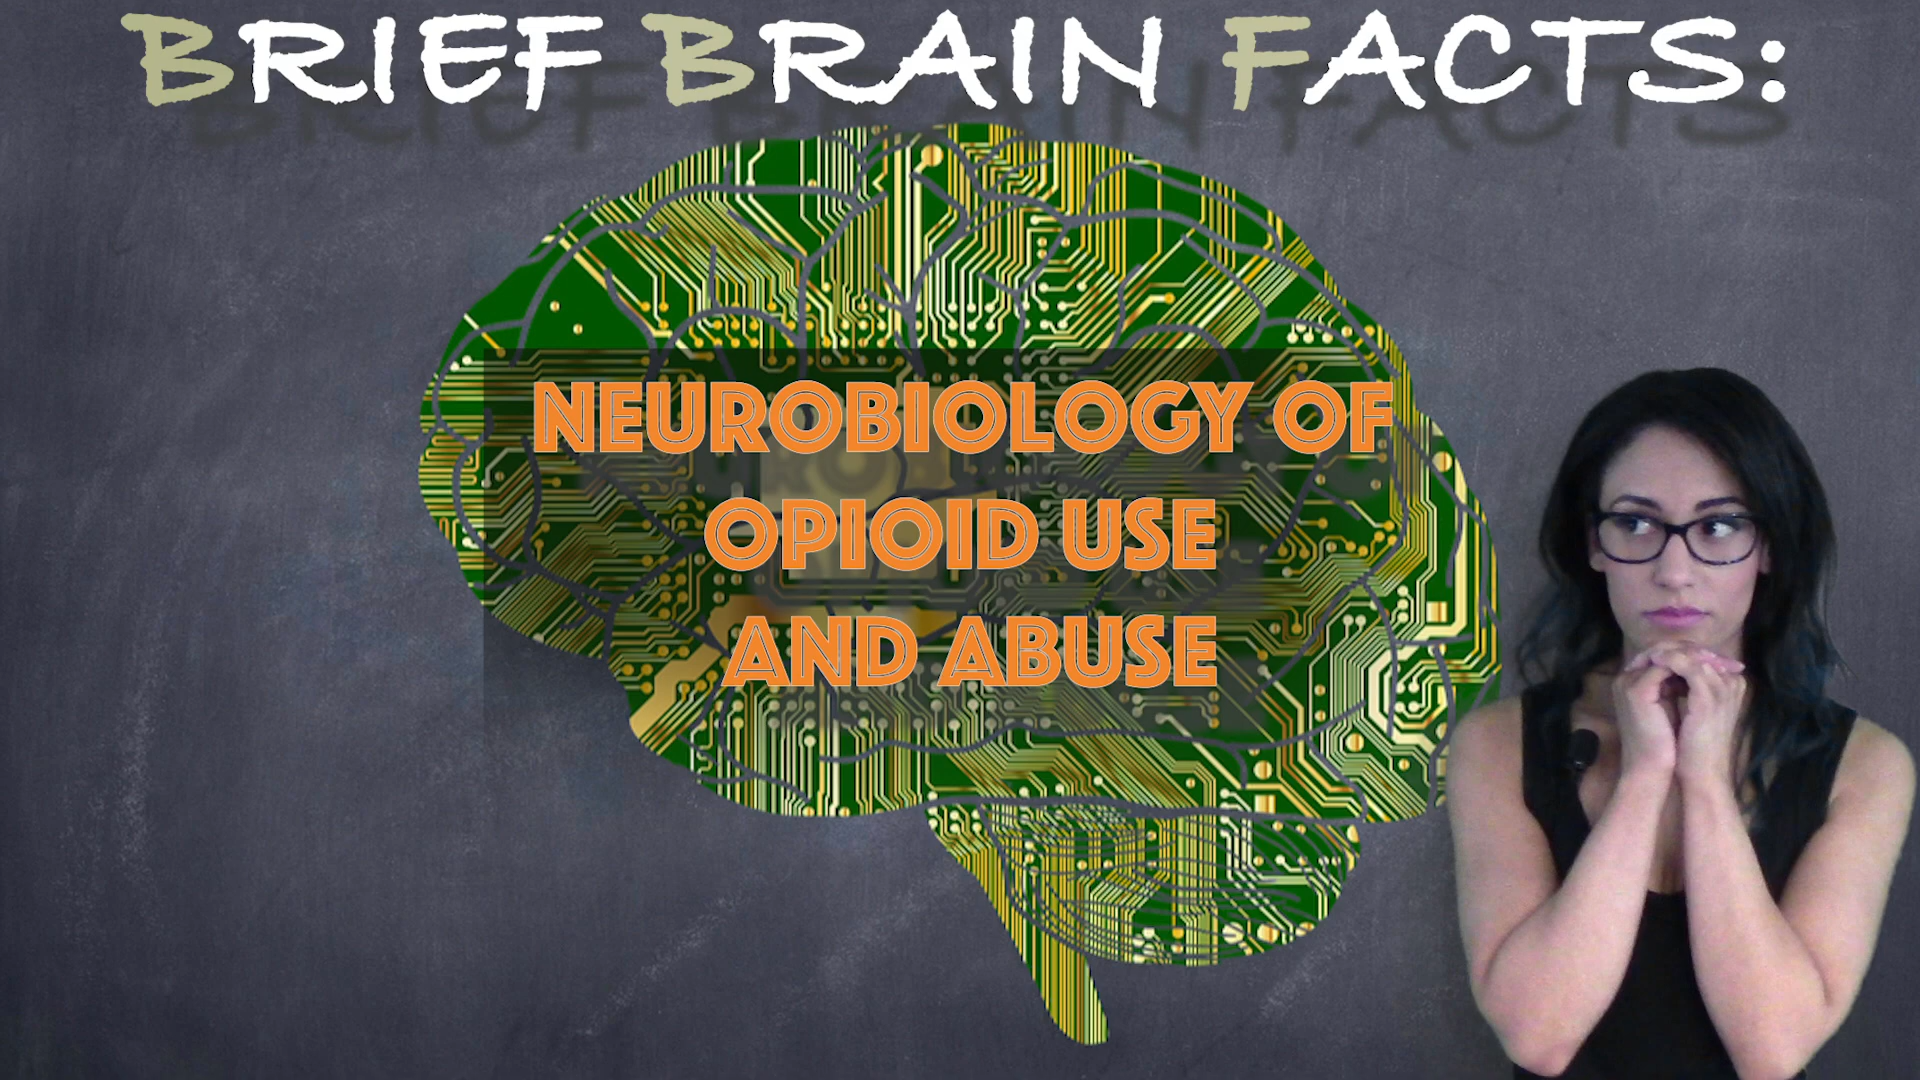 BRIEF BRAIN FACTS:
NEUROBIOLOGY OF
OPIOID USE
AND ABUSE